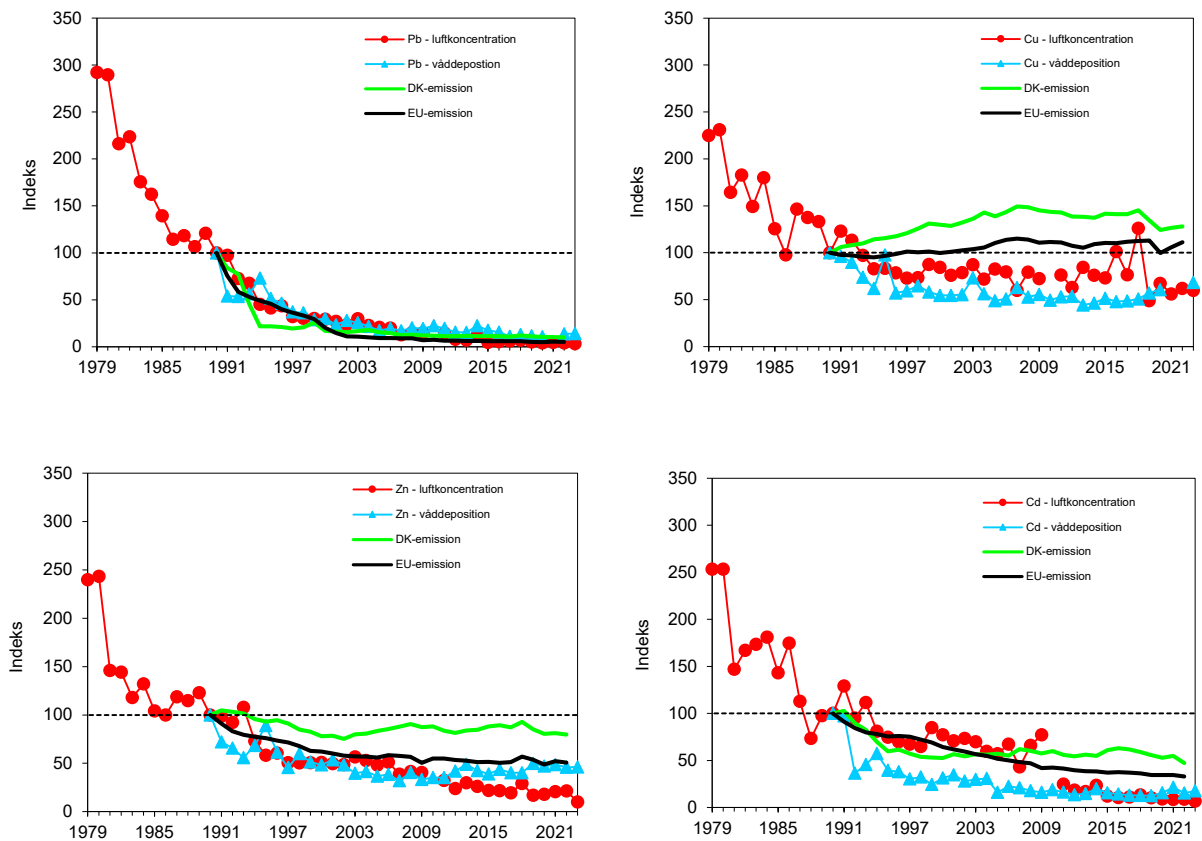 350
300
250
200
150
100
50
0
Indeks
1979 1985 1991 1997 2003 2009 2015 2021
Pb - luftkoncentration
Pb - våddepostion
DK-emission
EU-emission
350
300
250
200
150
100
50
0
Indeks
1979 1985 1991 1997 2003 2009 2015 2021
Cu - luftkoncentration
Cu - våddeposition
DK-emission
EU-emission
350
300
250
200
150
100
50
0
Indeks
1979 1985 1991 1997 2003 2009 2015 2021
Zn - luftkoncentration
Zn - våddeposition
DK-emission
EU-emission
350
300
250
200
150
100
50
0
Indeks
1979 1985 1991 1997 2003 2009 2015 2021
Cd - luftkoncentration
Cd - våddeposition
DK-emission
EU-emission